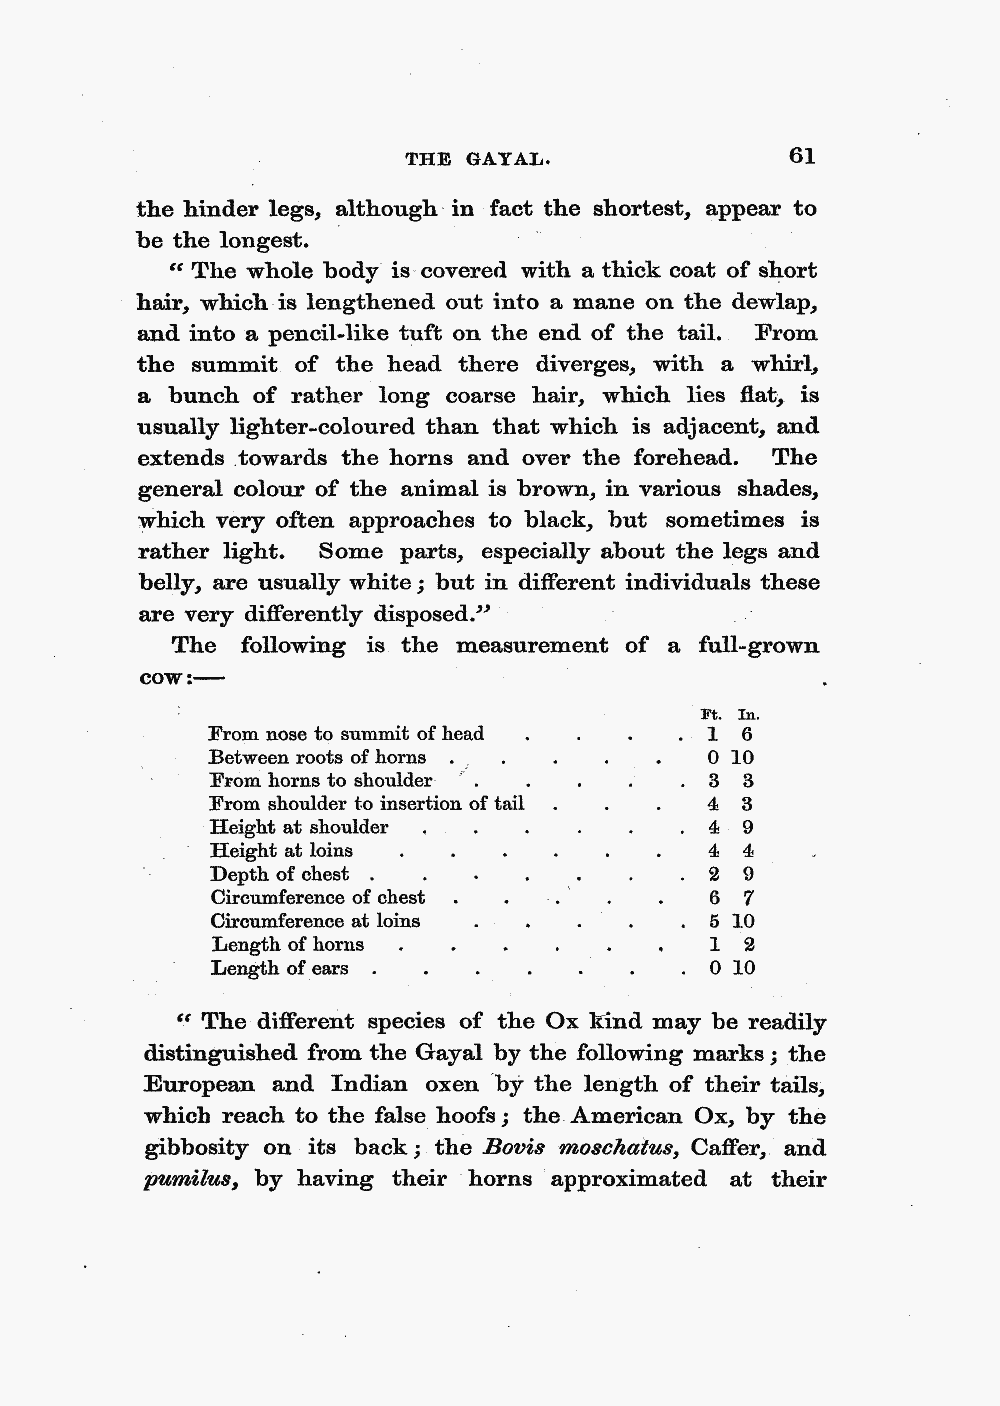 THE GAYAL. 61
the hinder legs, although in fact the shortest, appear to
be the longest.
“ The whole body is covered with a thick coat of short
hair, which is lengthened out into a mane on the dewlap,
and into a pencil-like tuft on the end of the tail. From
the summit of the head there diverges, with a whirl,
a bunch of rather long coarse hair, which lies flat, is
usually lighter-coloured than that which is adjacent, and
extends towards the horns and over the forehead. The
general colour of the animal is brown, in various shades,
which very often approaches to black, but sometimes is
rather light. Some parts, especially about the legs and
belly, are usually white ; but in different individuals these
are very differently disposed.”
The following is the measurement of a full-grown
cow :—
Ft. In.
From nose to summit of head . . . . 1 6
Between roots of horns . . . . . 0 10
From horns to shoulder . . . . . 3 3
From shoulder to insertion of tail . . . 4 3
Height at shoulder . . . . . . 4 9
Height at loins . . . . . . 4 4
Depth of chest . . . . . . . 2 9
Circumference of chest . . . . . 6 7
Circumference at loins . . . . . 5 10
Length of horns . . . . . . 1 2
Length of ears . . . . . . . 0 10
“ The different species of the Ox kind may be readily
distinguished from the Gayal by the following marks ; the
European and Indian oxen by the length of their tails,
which reach to the false hoofs ; the American Ox, by the
gibbosity on its back ; the Bovis moschatus, Caffer, and
pumilus, by having their horns approximated at their